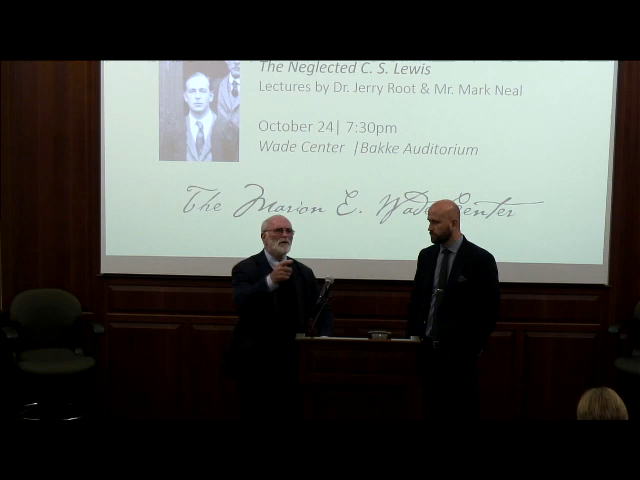 The Neglected C. S. Lewis
Lectures by Dr. Jerry Root & Mr. Mark Neal
October 24| 7:30pm
Wade Center |Bakke Auditorium
The Marion E. Wade Center